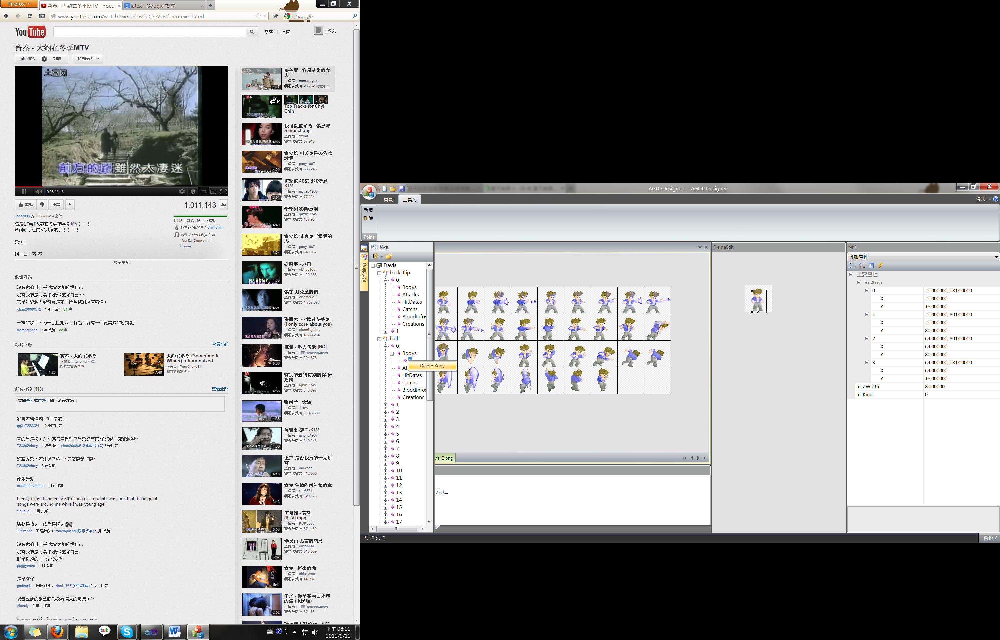 Firefox
齊秦 - 大約在冬季MTV - You...
latex - Google 搜尋
www.youtube.com/watch?v=ShYmv0hQ9AU&feature=related
Google
YouTube
瀏覽
上傳
登入
齊秦 - 大約在冬季MTV
JohnNPG
訂閱
119 部影片
土豆网
前方的路雖然太凄迷
0:26 / 3:46
喜歡
分享
1,011,143
JohnNPG 於 2008-05-14 上傳
这是(齊秦)'大約在冬季'的早期MV！！！
(齊秦)-永远的实力派歌手！！！！
歌词：
词、曲：齐 秦
1,443 人喜歡, 16 人不喜歡
藝術家/表演者：Chyi Chin
透過以下連結購買「Da
Yue Zai Dong Ji」：
iTunes
顯示更多
最佳評論
沒有你的日子裏,我會更加珍惜自己
沒有我的歲月裏,你要保重你自己~~
正是年紀越大越體會這兩句所包藏的深厚感情。
chan20060512 1 年 以前 34
一样的歌曲，为什么翻起墙来听起来就有一个更美妙的感觉呢
matengmeng 2 年以前 22
影片回應
查看全部
齊秦 - 大約在冬季
上傳者：hellomark168
觀看次數為 370
1:23
大約在冬季 (Sometime in
Winter) reharmonized
上傳者：ToroCheng34
觀看次數為 430
7:49
所有評論 (116)
查看全部
立即登入或申請，即可發表評論！
岁月不留情啊 20年了吧..
qq317228824 10 小時以前
真的是這樣，以前聽只覺得就只是歌詞而已!年紀越大感觸越深~
723602stacy 回覆對象： chan20060512 (顯示評論) 3 天以前
好聽的歌，不論過了多久~怎麼聽都好聽~
723602stacy 3 天以前
此生最爱
meeihoodyuudoo 1 週 以前
I really miss those early 80's songs in Taiwan! I was luck that those great
songs were around me while i was young age!
Szuhuei 1 月 以前
過牆是情人，牆內是賤人@@
721kentin 回覆對象： matengmeng (顯示評論) 1 月 以前
沒有你的日子裏,我會更加珍惜自己
沒有我的歲月裏,你要保重你自己
那是你想的...大約在冬季
peggysasa 1 月 以前
這是80年
godsuck1 回覆對象： Hanlin163 (顯示評論) 2 個月以前
老實說他的歌聲跟形象有滿大的反差。^^
ztonely 2 個月以前
鄺美雲 - 容易受傷的女
人
上傳者：namezzyzx
觀看次數為 235,52 精選影片
4:17
27
部影片
Top Tracks for Chyi
Chin
我可以抱你嗎 - 張惠妹
a-mei chang
上傳者：xxvai
觀看次數為 57,915
4:55
童安格-明天你是否依然
愛我
上傳者：pony1007
觀看次數為 385,245
4:29
何潤東-我記得我愛過
KTV
上傳者：nicyap1985
觀看次數為 77,334
3:54
千千阙歌/陈慧娴
上傳者：qaz012345
觀看次數為 157,904
4:40
童安格 其實你不懂我的
心
上傳者：pony1007
觀看次數為 340,057
3:24
劉德華 - 冰雨
上傳者：oking5168
觀看次數為 120,355
4:36
張宇-月亮惹的禍
上傳者：cklameric
觀看次數為 1,707,678
4:21
鄧麗君 ~~ 我只在乎你
(I only care about you)
上傳者：stunningnuts
觀看次數為 4,353,264
4:10
伍佰 - 浪人情歌 [HQ]
上傳者：1991pengguangyi
觀看次數為 204,878
5:06
特別的爱给特別的你/伍
思凯
上傳者：tgb012345
觀看次數為 343,697
4:55
张雨生 - 大海
上傳者：fhlew
觀看次數為 1,143,860
4:38
詹雅雯-姨仔-KTV
上傳者：mhung1967
觀看次數為 319,245
4:00
王杰 是否我真的一无所
有
上傳者：davefan2
觀看次數為 412,555
4:18
齊秦-無情的雨無情的你
上傳者：red6374
觀看次數為 129,073
3:43
周傳雄 - 黃昏
(KTV).mpg
上傳者：KOK3808
觀看次數為 671,159
5:58
李茂山-无言的结局
上傳者：on5566m
觀看次數為 510,509
3:57
齊秦 - 原來的我
上傳者：shichwan
觀看次數為 44,987
5:11
王杰 - 你是我胸口永远
的痛 (电影版)
上傳者：1991pengguangyi
觀看次數為 57,113
2:52
下午 08:11
2012/9/12
AGDPDesigner1 - AGDP Designer
首頁
工具列
樣式
新增
刪除
Point
類別檢視
類別檢視
Davis
back_flip
0
Bodys
Attacks
HitDatas
Catchs
BloodInfos
Creations
1
ball
0
Bodys
0
Delete Body
Att
HitDatas
Catchs
BloodInfos
Creations
1
2
3
4
5
6
7
8
9
10
11
12
13
14
15
16
17
vis_2.png
方式...
FrameEdit
屬性
附加屬性
主要屬性
m_Area
0 21.000000, 18.000000
X 21.000000
Y 18.000000
1 21.000000, 80.000000
X 21.000000
Y 80.000000
2 64.000000, 80.000000
X 64.000000
Y 80.000000
3 64.000000, 18.000000
X 64.000000
Y 18.000000
m_ZWidth 8.000000
m_Kind 0
行: 0 列: 0
窗格 2